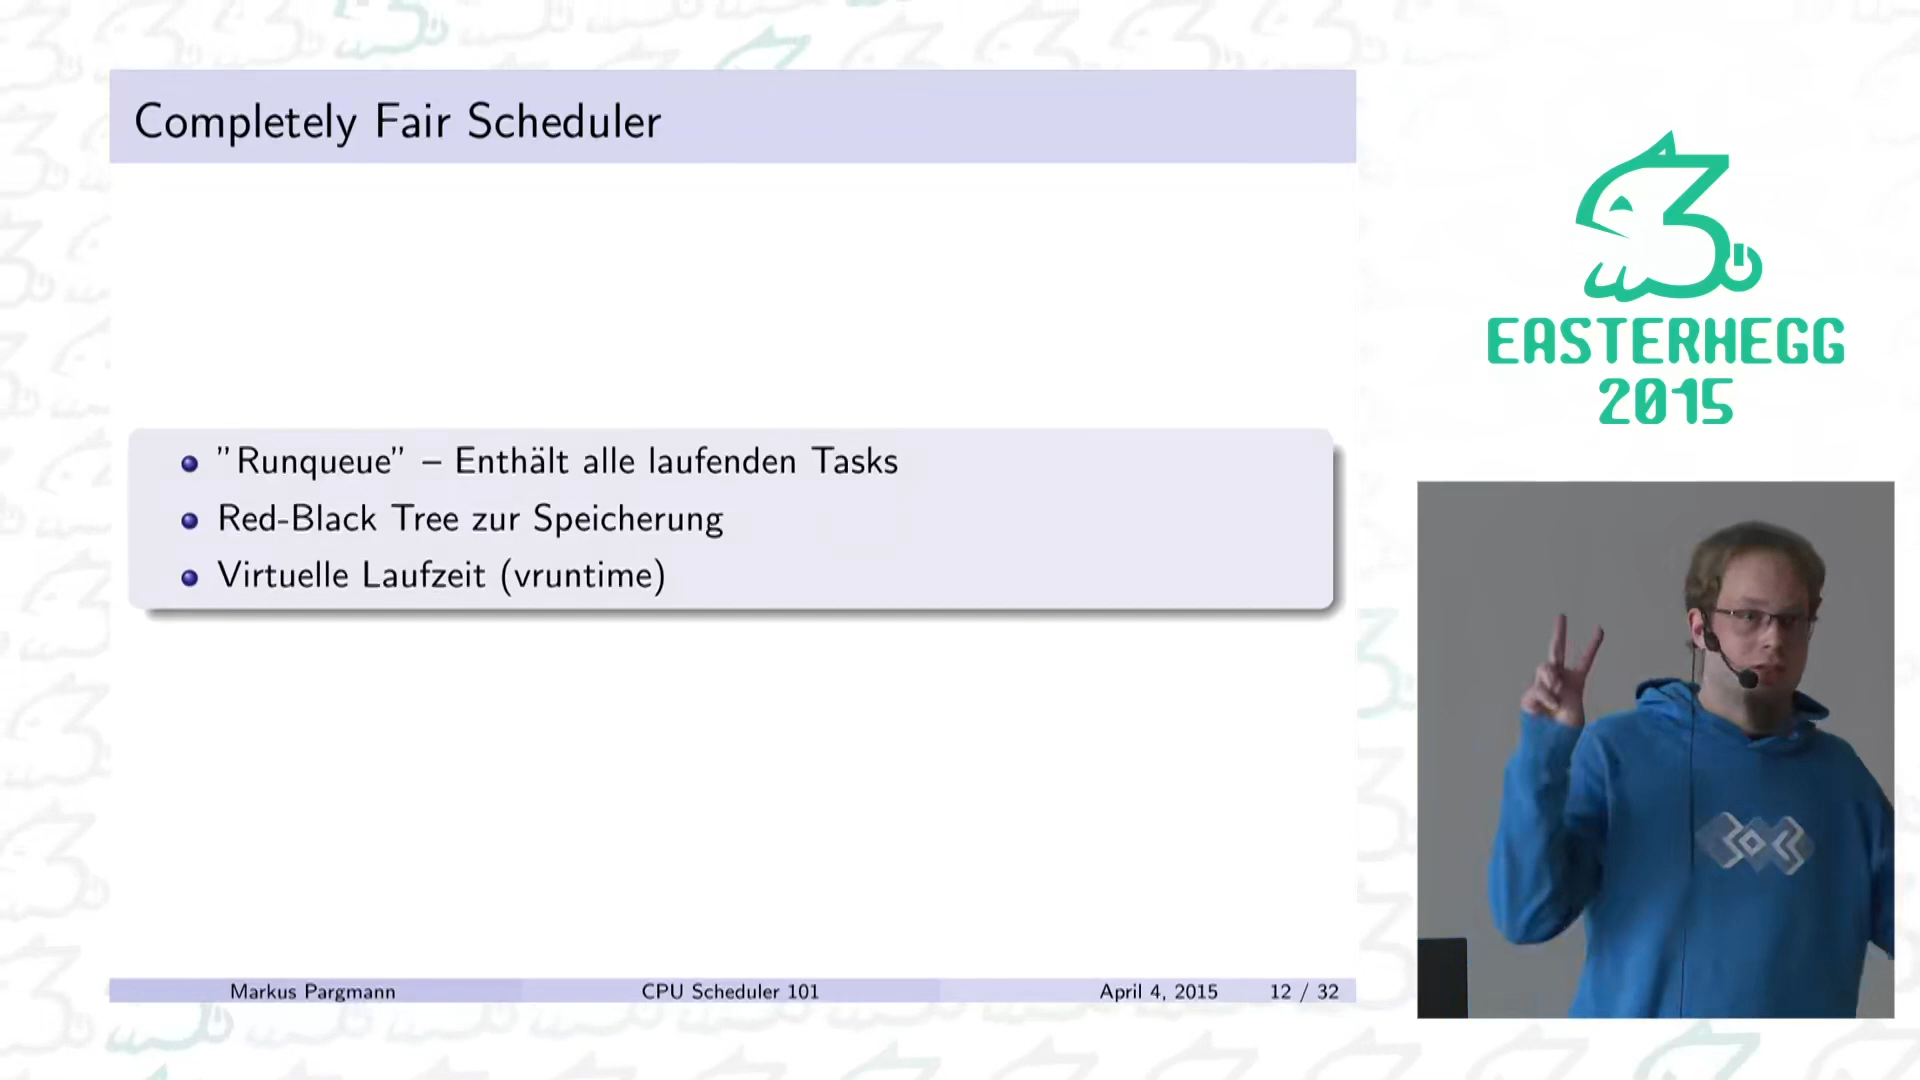 Completely Fair Scheduler
"Runqueue" – Enthält alle laufenden Tasks
Red-Black Tree zur Speicherung
Virtuelle Laufzeit (vruntime)
Markus Pargmann
CPU Scheduler 101
April 4, 2015
12 / 32
EASTERHEGG
2015